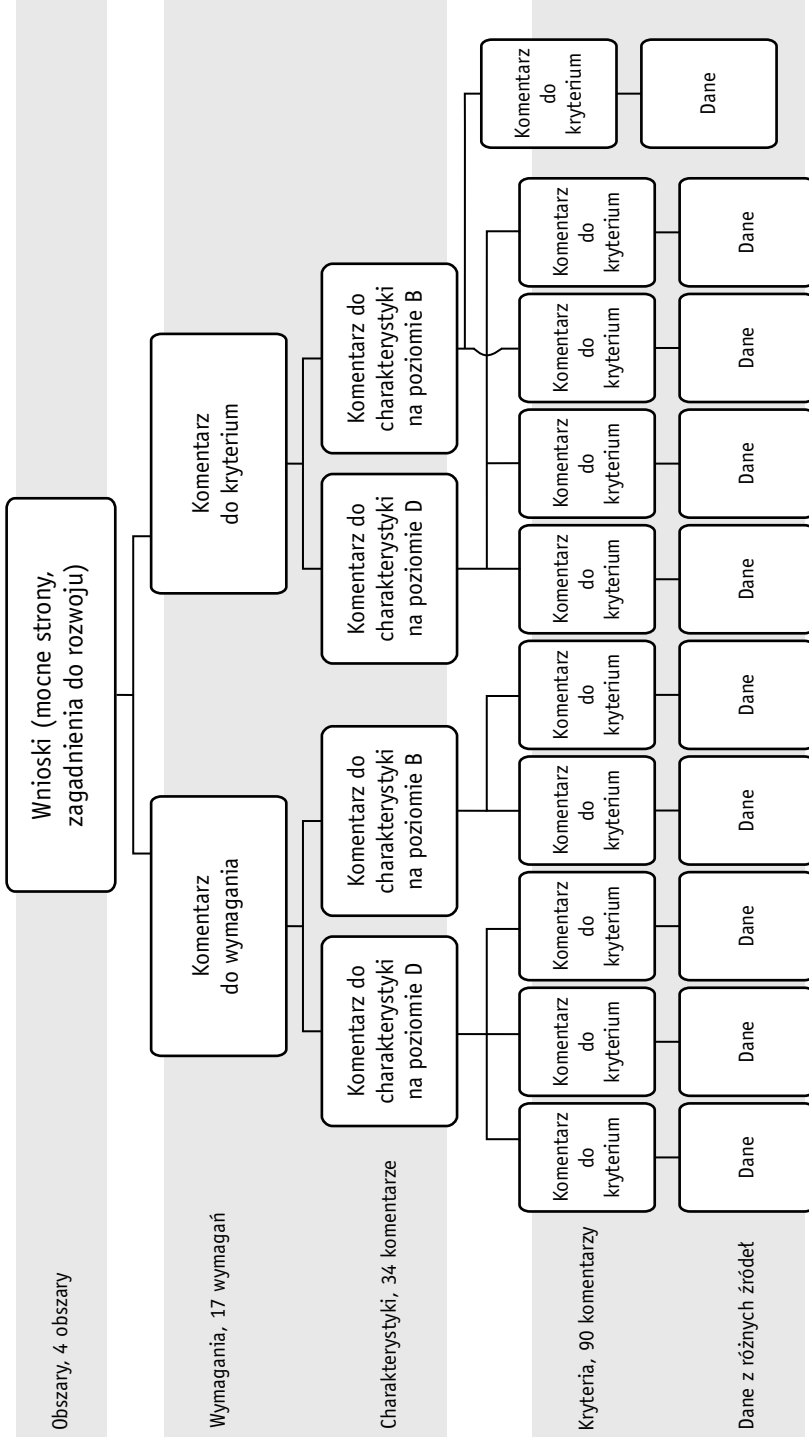 Obszary, 4 obszary
Wnioski (mocne strony,
zagadnienia do rozwoju)
Wymagania, 17 wymagań
Komentarz
do wymagania
Komentarz
do kryterium
Charakterystyki, 34 komentarze
Komentarz do
charakterystyki
na poziomie D
Komentarz do
charakterystyki
na poziomie B
Komentarz do
charakterystyki
na poziomie D
Komentarz do
charakterystyki
na poziomie B
Kryteria, 90 komentarzy
Komentarz
do
kryterium
Komentarz
do
kryterium
Komentarz
do
kryterium
Komentarz
do
kryterium
Komentarz
do
kryterium
Komentarz
do
kryterium
Komentarz
do
kryterium
Komentarz
do
kryterium
Komentarz
do
kryterium
Komentarz
do
kryterium
Dane z różnych źródeł
Dane
Dane
Dane
Dane
Dane
Dane
Dane
Dane
Dane
Dane